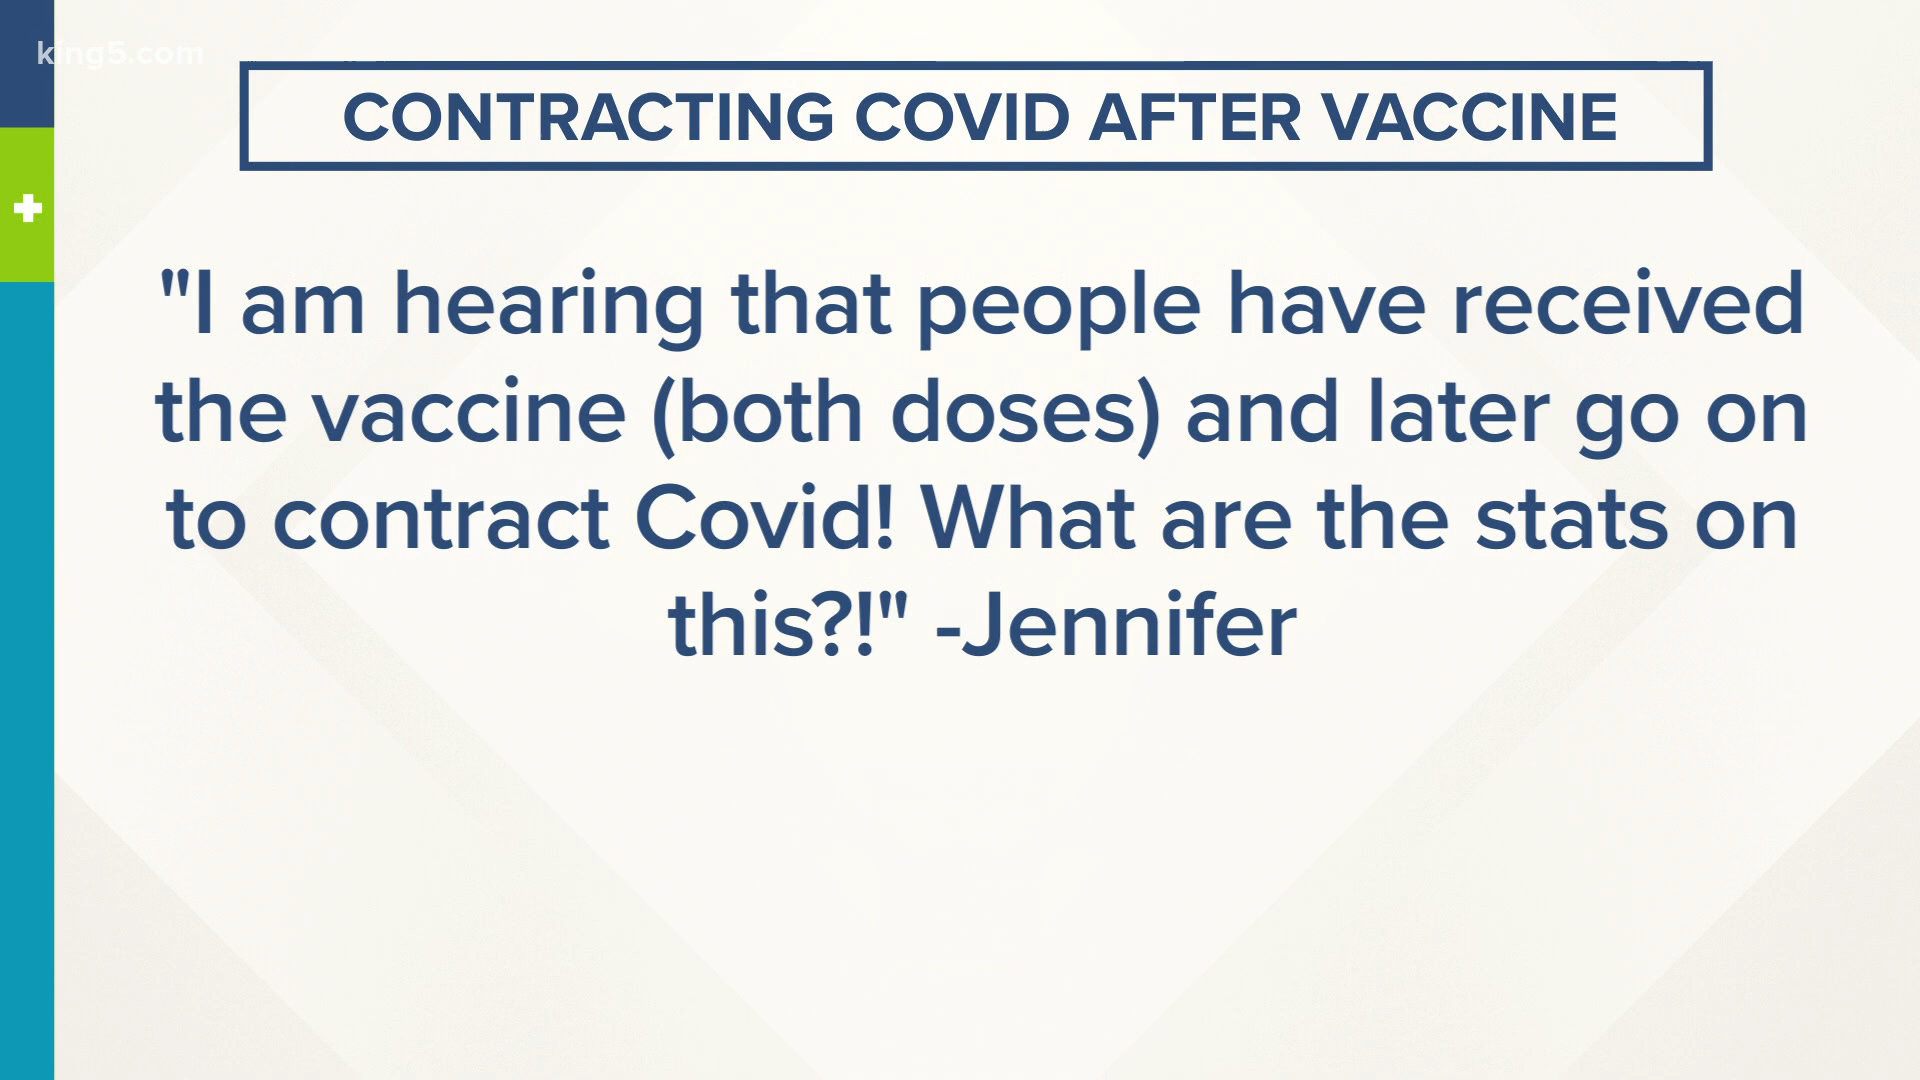 king5.com
CONTRACTING COVID AFTER VACCINE
"I am hearing that people have received
the vaccine (both doses) and later go on
to contract Covid! What are the stats on
this?!" -Jennifer